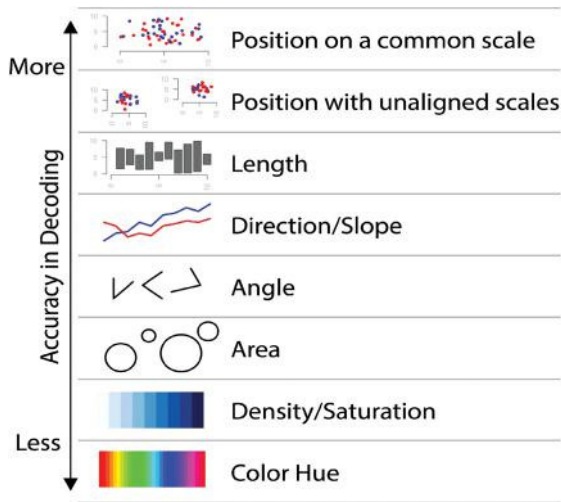 More
Accuracy in Decoding
Less
Position on a common scale
Position with unaligned scales
Length
Direction/Slope
Angle
Area
Density/Saturation
Color Hue